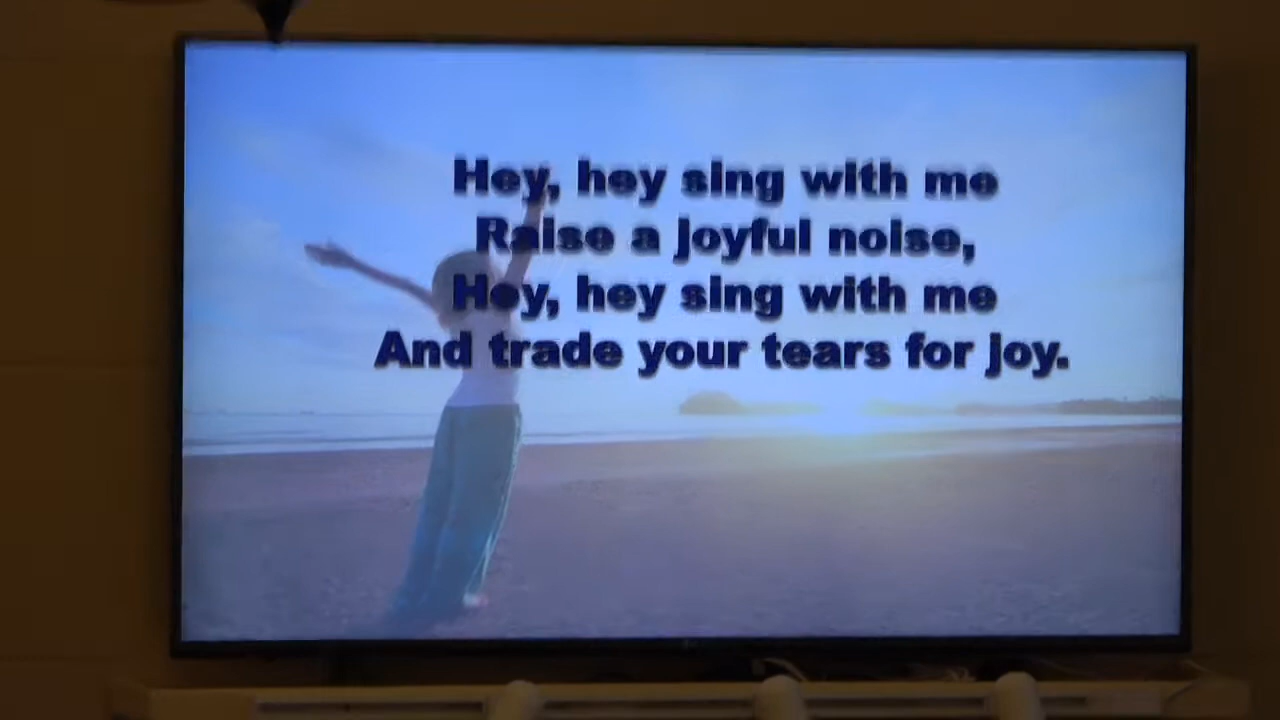 Hey, hey sing with me
Raise a joyful noise,
Hey, hey sing with me
And trade your tears for joy.